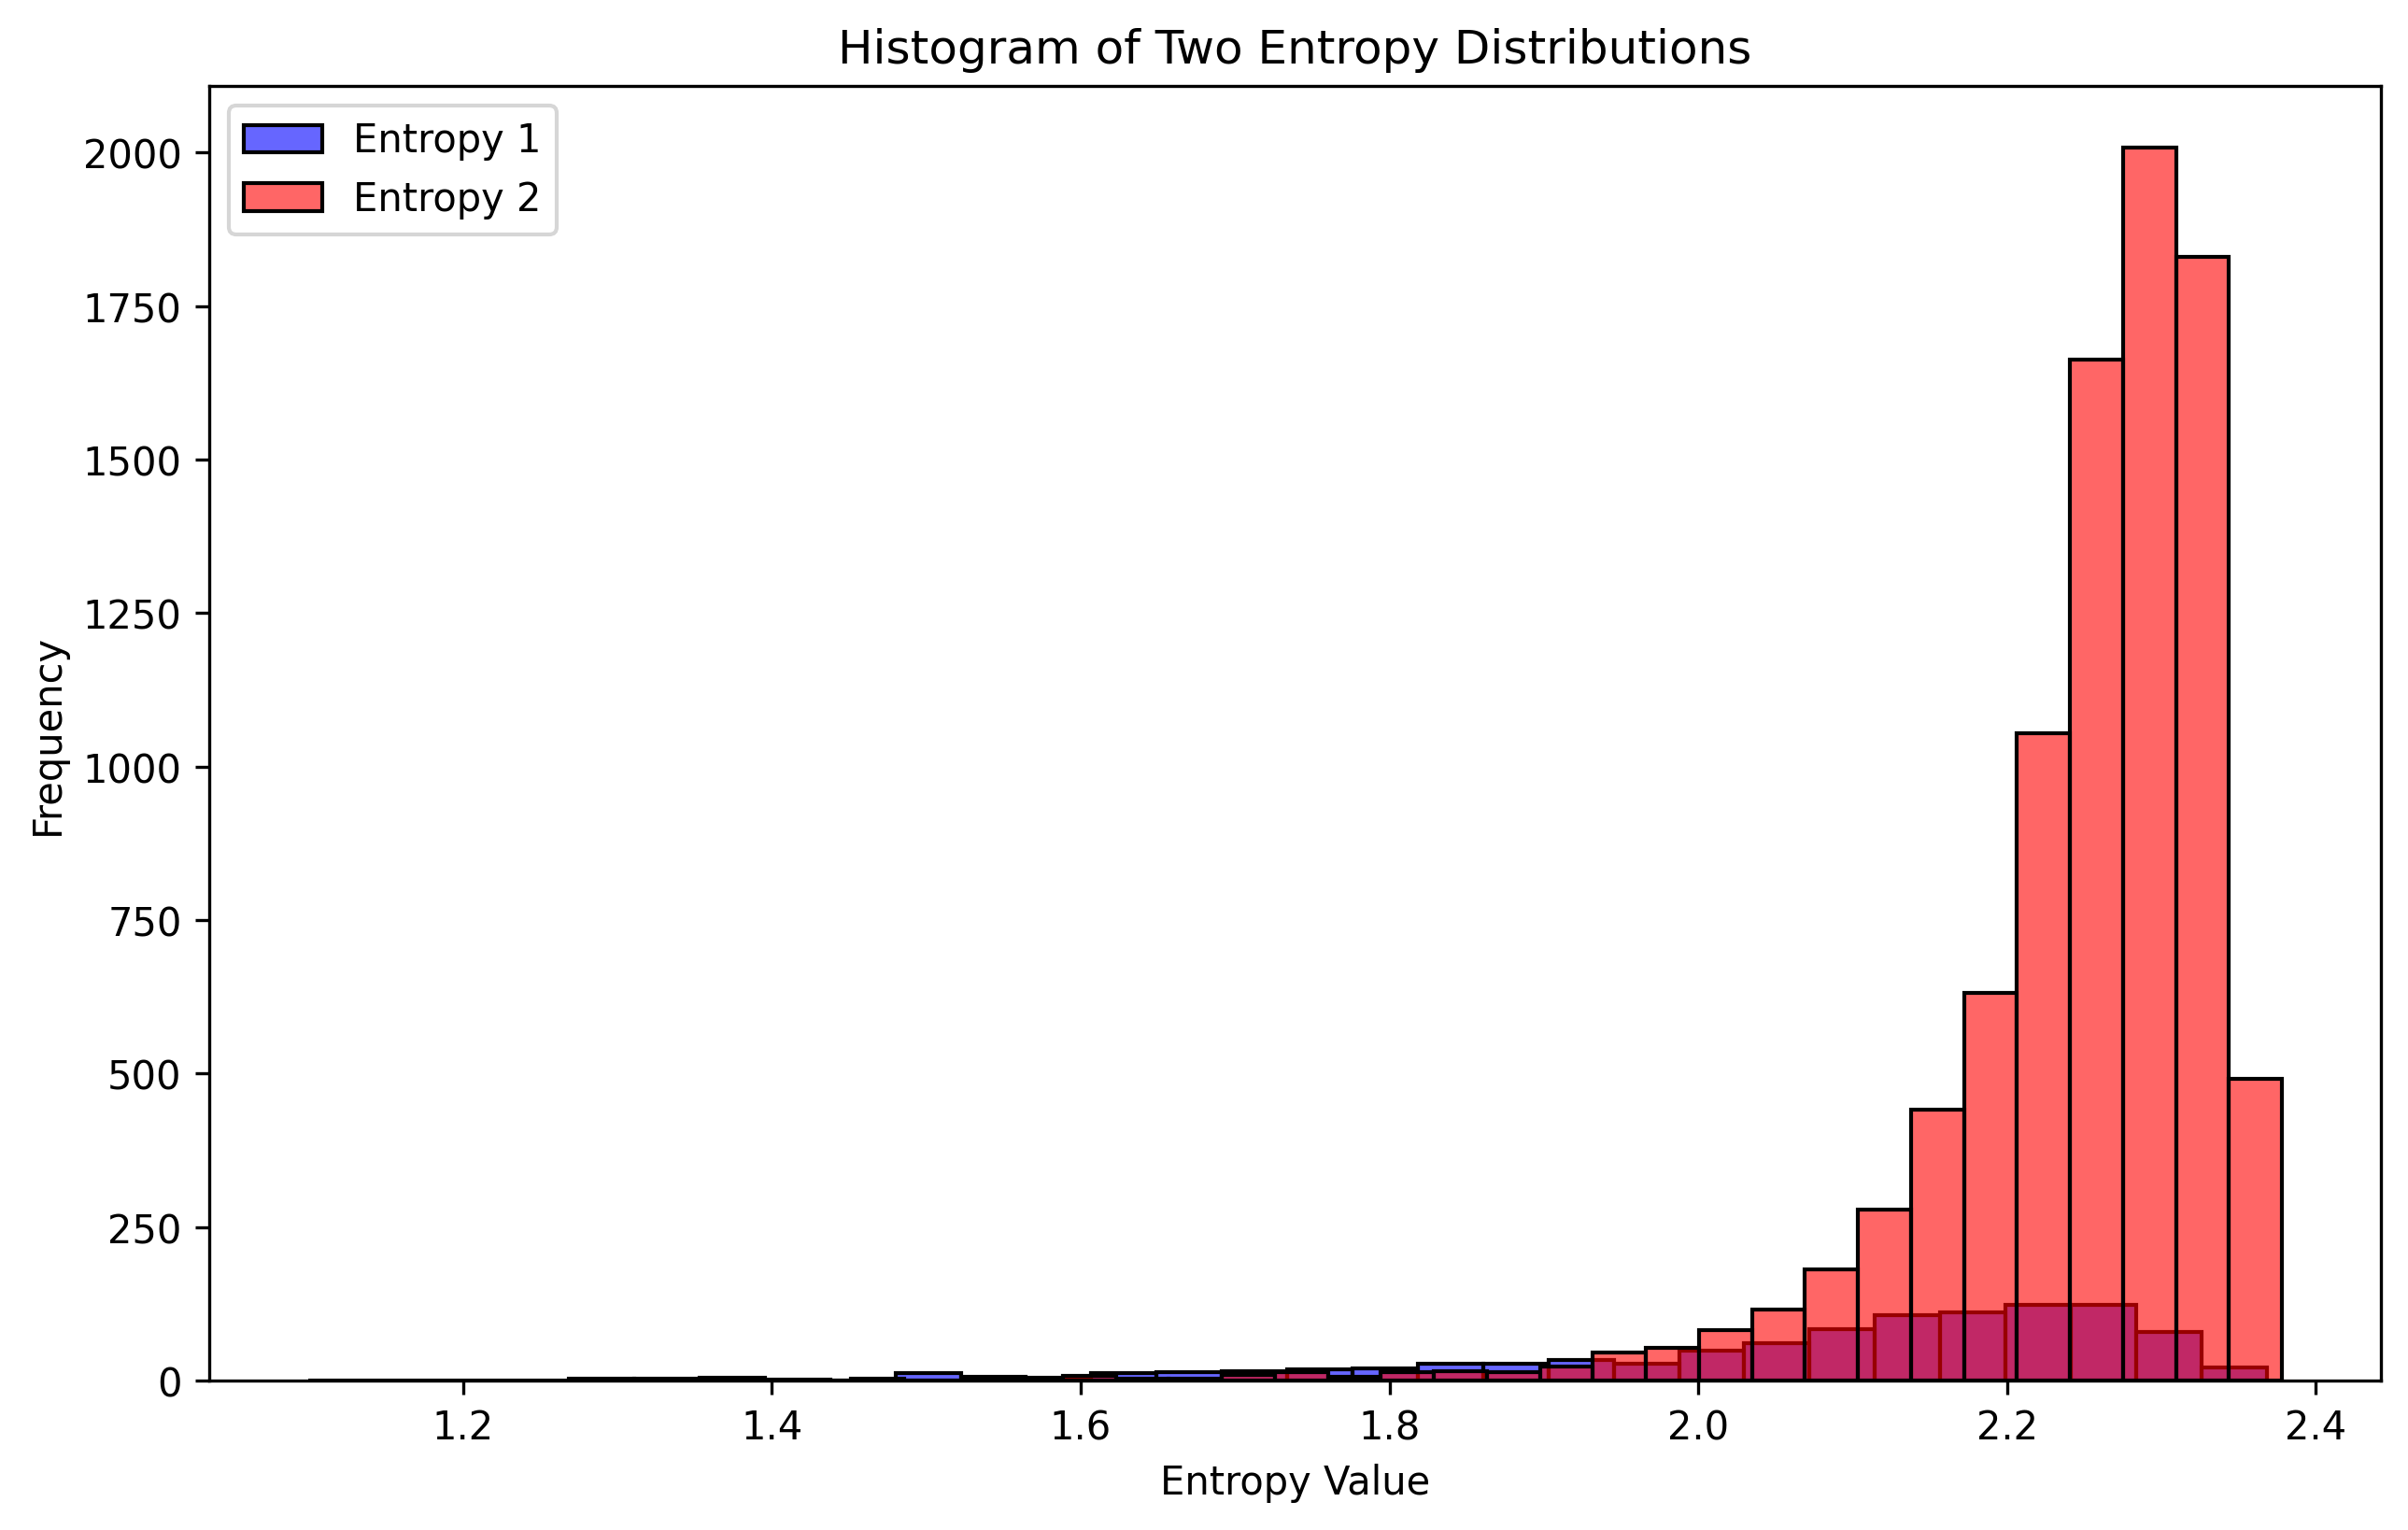 Histogram of Two Entropy Distributions
Entropy 1
Entropy 2
2000
1750
1500
1250
1000
750
500
250
0
Frequency
1.2 1.4 1.6 1.8 2.0 2.2 2.4
Entropy Value